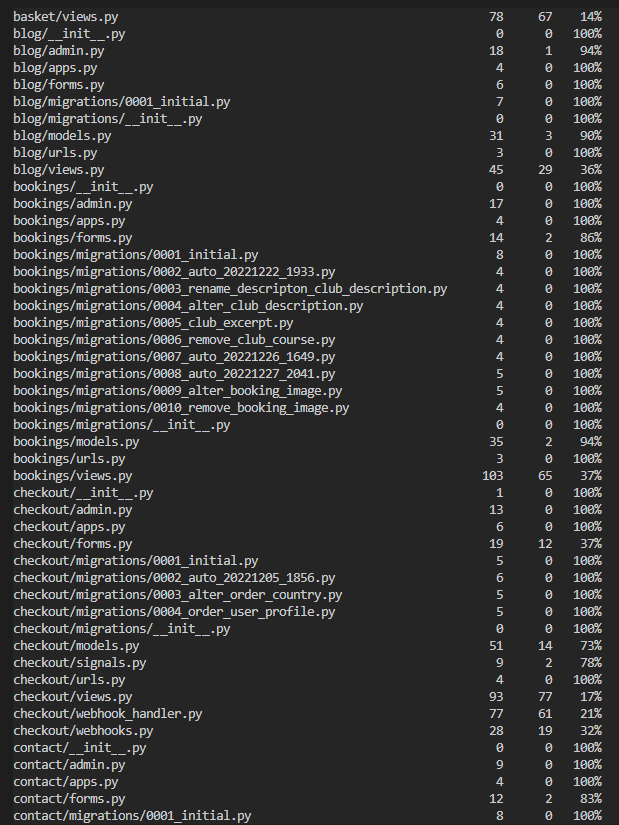 basket/views.py 78 67 14%
blog/__init__.py 0 0 100%
blog/admin.py 18 1 94%
blog/apps.py 4 0 100%
blog/forms.py 6 0 100%
blog/migrations/0001_initial.py 7 0 100%
blog/migrations/__init__.py 0 0 100%
blog/models.py 31 3 90%
blog/urls.py 3 0 100%
blog/views.py 45 29 36%
bookings/__init__.py 0 0 100%
bookings/admin.py 17 0 100%
bookings/apps.py 4 0 100%
bookings/forms.py 14 2 86%
bookings/migrations/0001_initial.py 8 0 100%
bookings/migrations/0002_auto_20221222_1933.py 4 0 100%
bookings/migrations/0003_rename_descripton_club_description.py 4 0 100%
bookings/migrations/0004_alter_club_description.py 4 0 100%
bookings/migrations/0005_club_excerpt.py 4 0 100%
bookings/migrations/0006_remove_club_course.py 4 0 100%
bookings/migrations/0007_auto_20221226_1649.py 4 0 100%
bookings/migrations/0008_auto_20221227_2041.py 5 0 100%
bookings/migrations/0009_alter_booking_image.py 5 0 100%
bookings/migrations/0010_remove_booking_image.py 4 0 100%
bookings/migrations/__init__.py 0 0 100%
bookings/models.py 35 2 94%
bookings/urls.py 3 0 100%
bookings/views.py 103 65 37%
checkout/__init__.py 1 0 100%
checkout/admin.py 13 0 100%
checkout/apps.py 6 0 100%
checkout/forms.py 19 12 37%
checkout/migrations/0001_initial.py 5 0 100%
checkout/migrations/0002_auto_20221205_1856.py 6 0 100%
checkout/migrations/0003_alter_order_country.py 5 0 100%
checkout/migrations/0004_order_user_profile.py 5 0 100%
checkout/migrations/__init__.py 0 0 100%
checkout/models.py 51 14 73%
checkout/signals.py 9 2 78%
checkout/urls.py 4 0 100%
checkout/views.py 93 77 17%
checkout/webhook_handler.py 77 61 21%
checkout/webhooks.py 28 19 32%
contact/__init__.py 0 0 100%
contact/admin.py 9 0 100%
contact/apps.py 4 0 100%
contact/forms.py 12 2 83%
contact/migrations/0001_initial.py 8 0 100%